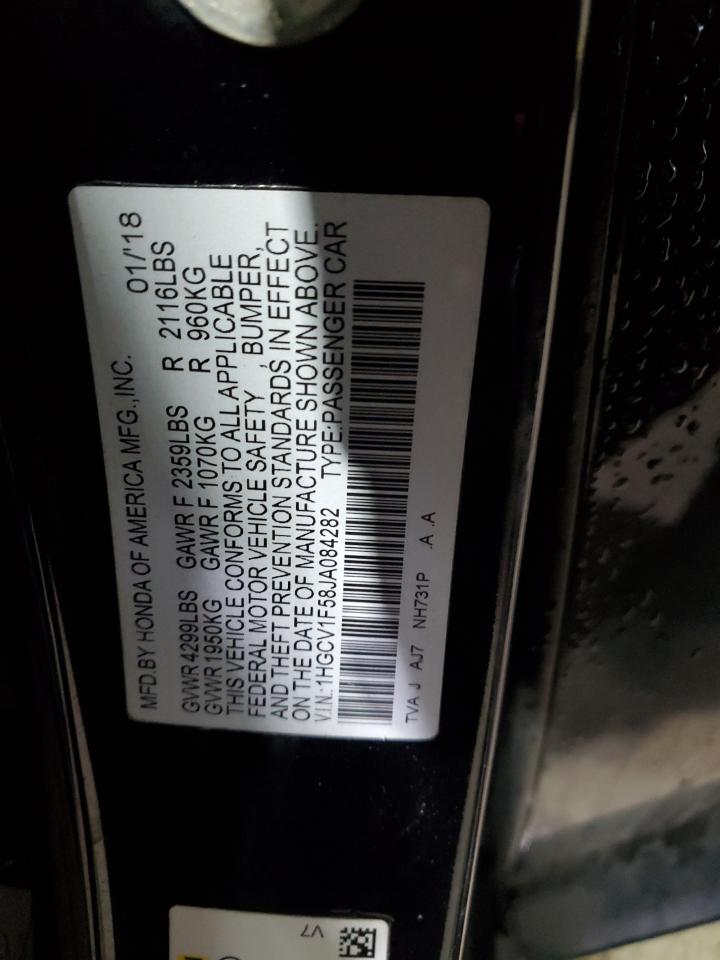 MFD.BY HONDA OF AMERICA MFG.,INC. 01/'18
GVWR 4299LBS GAWR F 2359LBS R 2116LBS
GVWR 1950KG GAWR F 1070KG R 960KG
THIS VEHICLE CONFORMS TO ALL APPLICABLE
FEDERAL MOTOR VEHICLE SAFETY , BUMPER,
AND THEFT PREVENTION STANDARDS IN EFFECT
ON THE DATE OF MANUFACTURE SHOWN ABOVE.
V.I.N.:1HGCV1F58JA084282 TYPE:PASSENGER CAR
TVA J AJ7 NH731P .A .A
V7